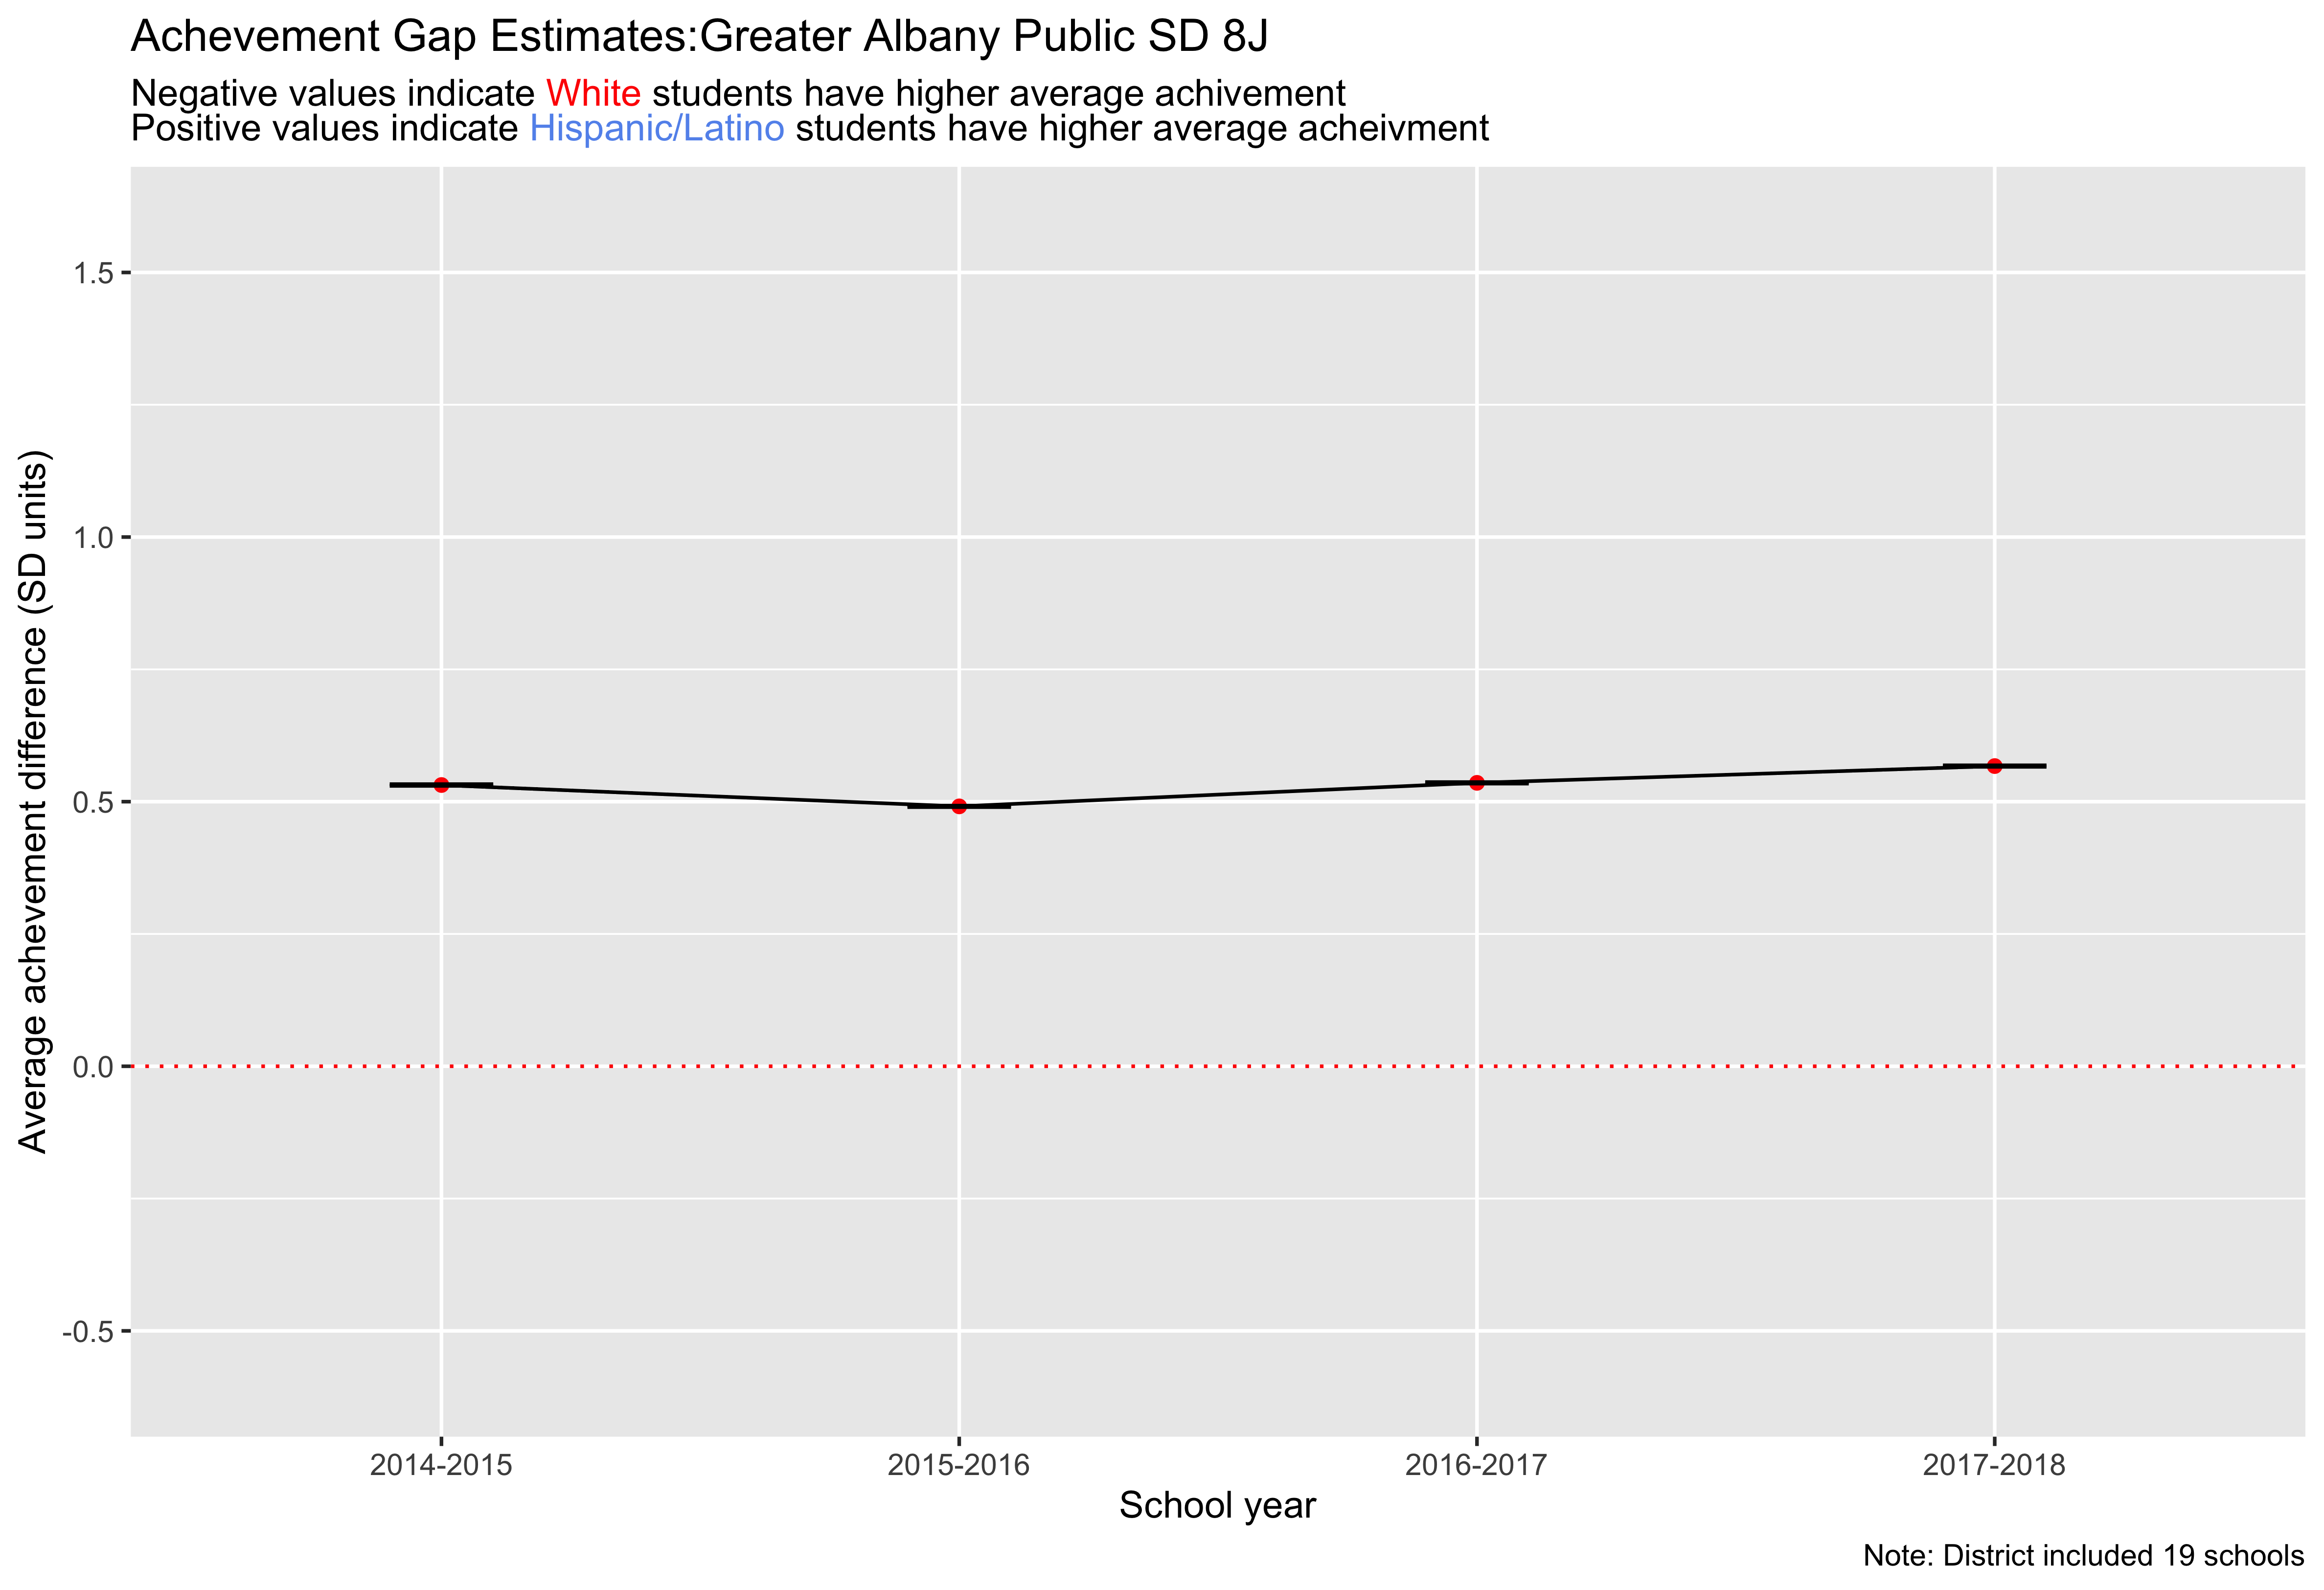 Achevement Gap Estimates:Greater Albany Public SD 8J
Negative values indicate White students have higher average achivement
Positive values indicate Hispanic/Latino students have higher average acheivment
Average achevement difference (SD units)
1.5
1.0
0.5
0.0
-0.5
2014-2015
2015-2016
2016-2017
2017-2018
School year
Note: District included 19 schools